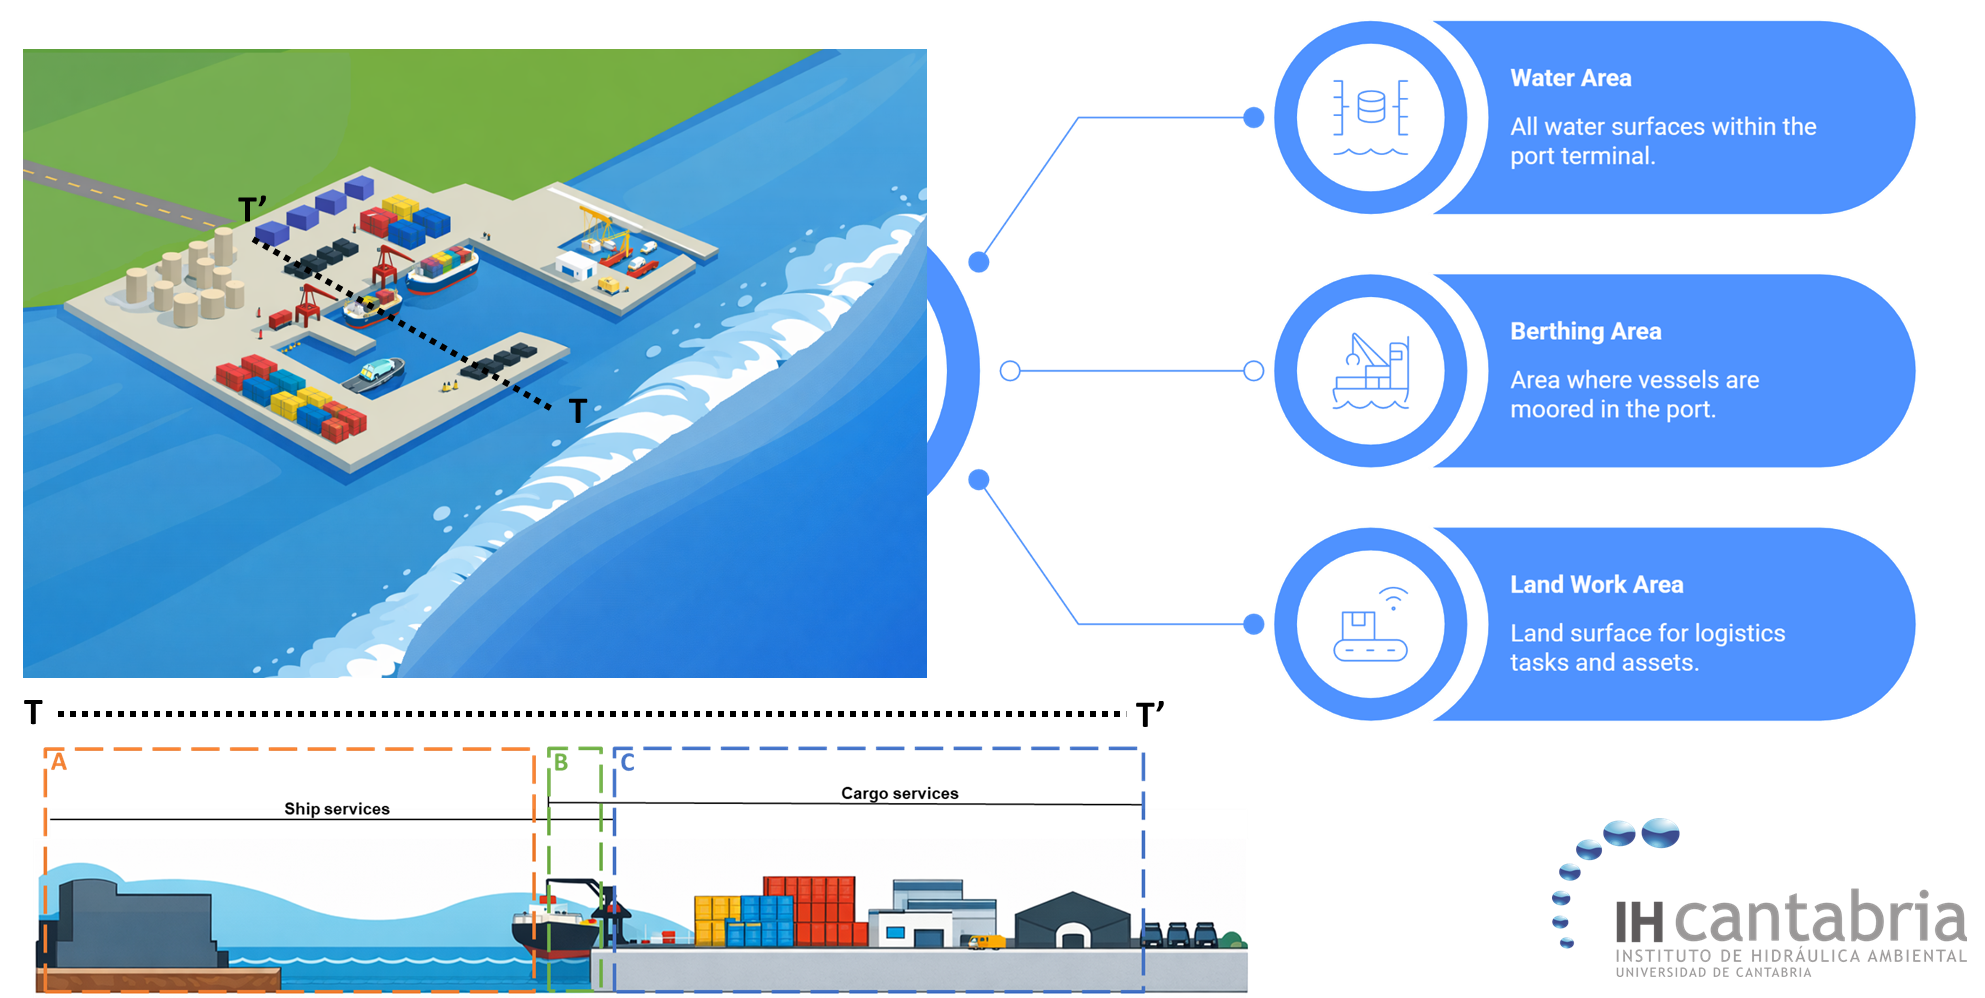 Water Area
All water surfaces within the
port terminal.
T’
T
Berthing Area
Area where vessels are
moored in the port.
Land Work Area
Land surface for logistics
tasks and assets.
T
T’
A
B
C
Ship services
Cargo services
IHcantabria
INSTITUTO DE HIDRÁULICA AMBIENTAL
UNIVERSIDAD DE CANTABRIA